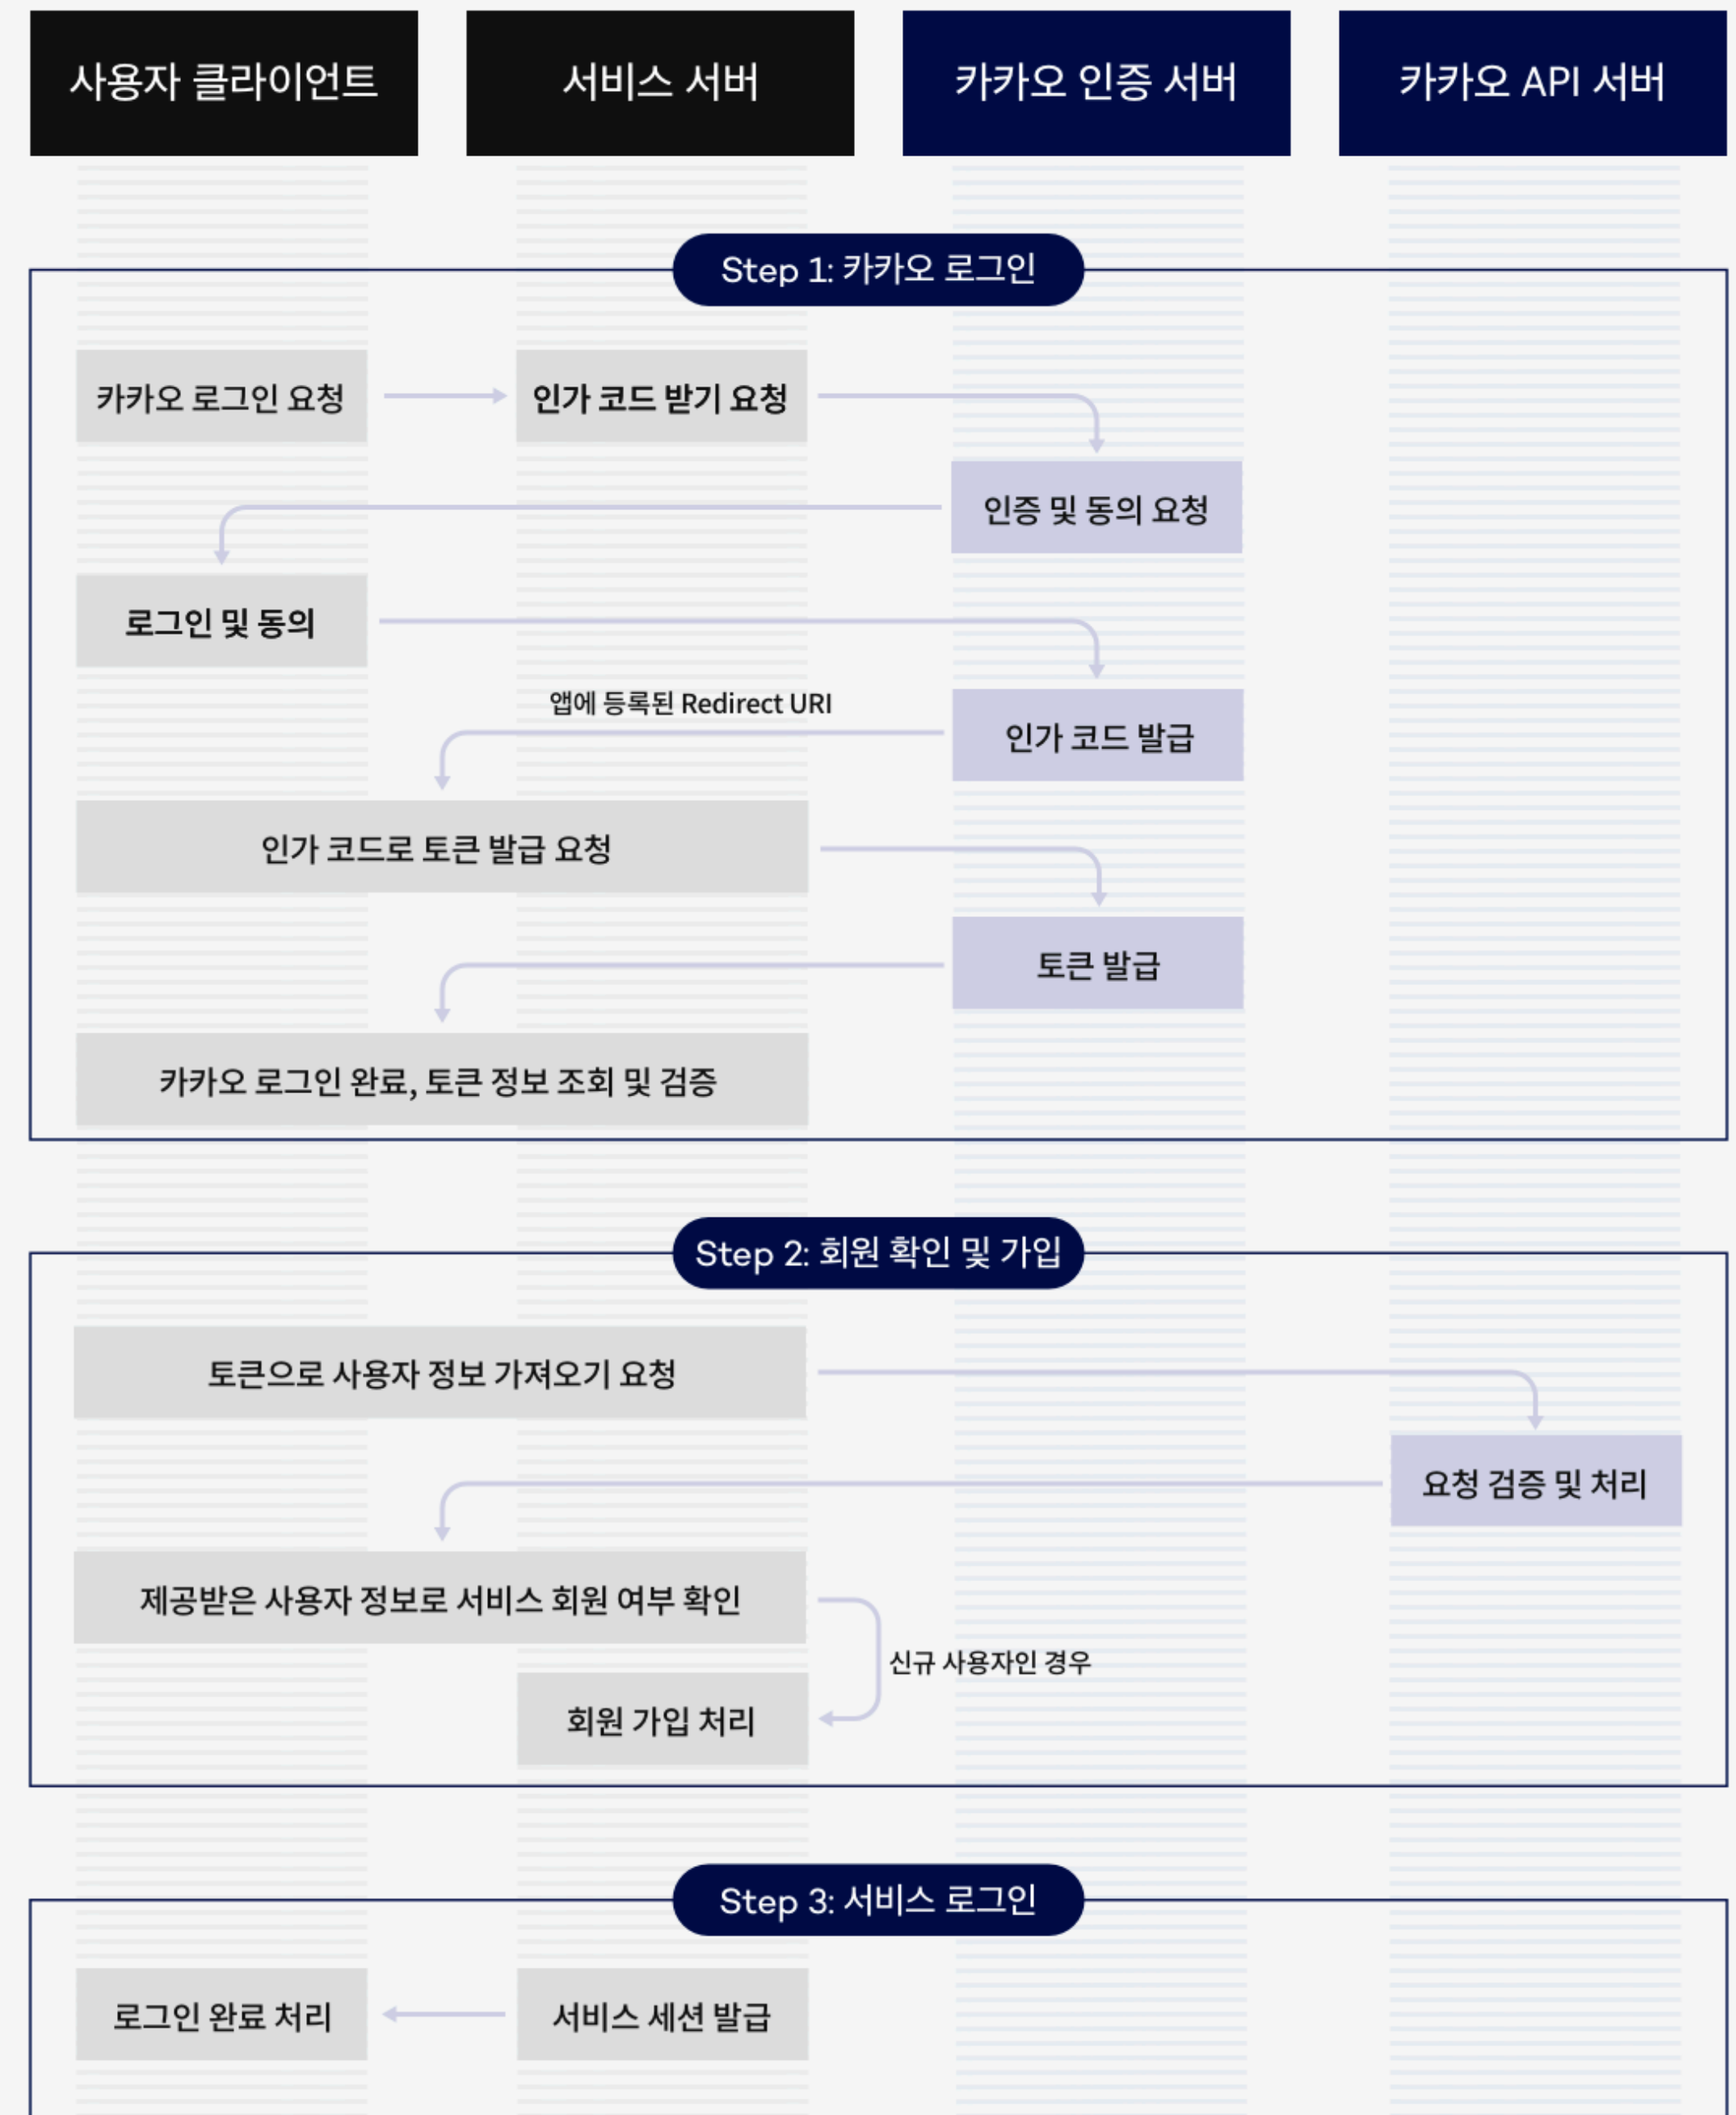 사용자 클라이언트
서비스 서버
카카오 인증 서버
카카오 API 서버
Step 1: 카카오 로그인
카카오 로그인 요청
인가 코드 받기 요청
인증 및 동의 요청
로그인 및 동의
앱에 등록된 Redirect URI
인가 코드 발급
인가 코드로 토큰 발급 요청
토큰 발급
카카오 로그인 완료, 토큰 정보 조회 및 검증
Step 2: 회원 확인 및 가입
토큰으로 사용자 정보 가져오기 요청
요청 검증 및 처리
제공받은 사용자 정보로 서비스 회원 여부 확인
신규 사용자인 경우
회원 가입 처리
Step 3: 서비스 로그인
로그인 완료 처리
서비스 세션 발급